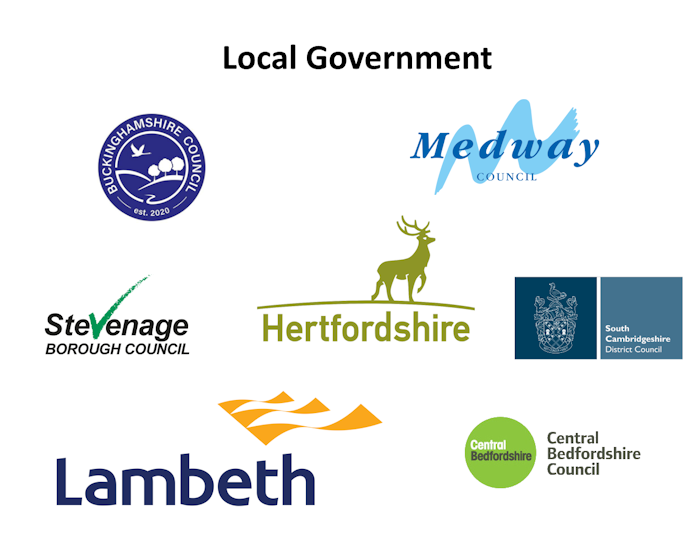 Local Government
BUCKINGHAMSHIRE COUNCIL
est. 2020
Medway
COUNCIL
Stevenage
BOROUGH COUNCIL
Hertfordshire
South
Cambridgeshire
District Council
Lambeth
Central
Bedfordshire
Central
Bedfordshire
Council